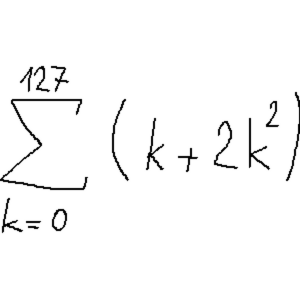 127
∑ (k + 2k²)
k = 0